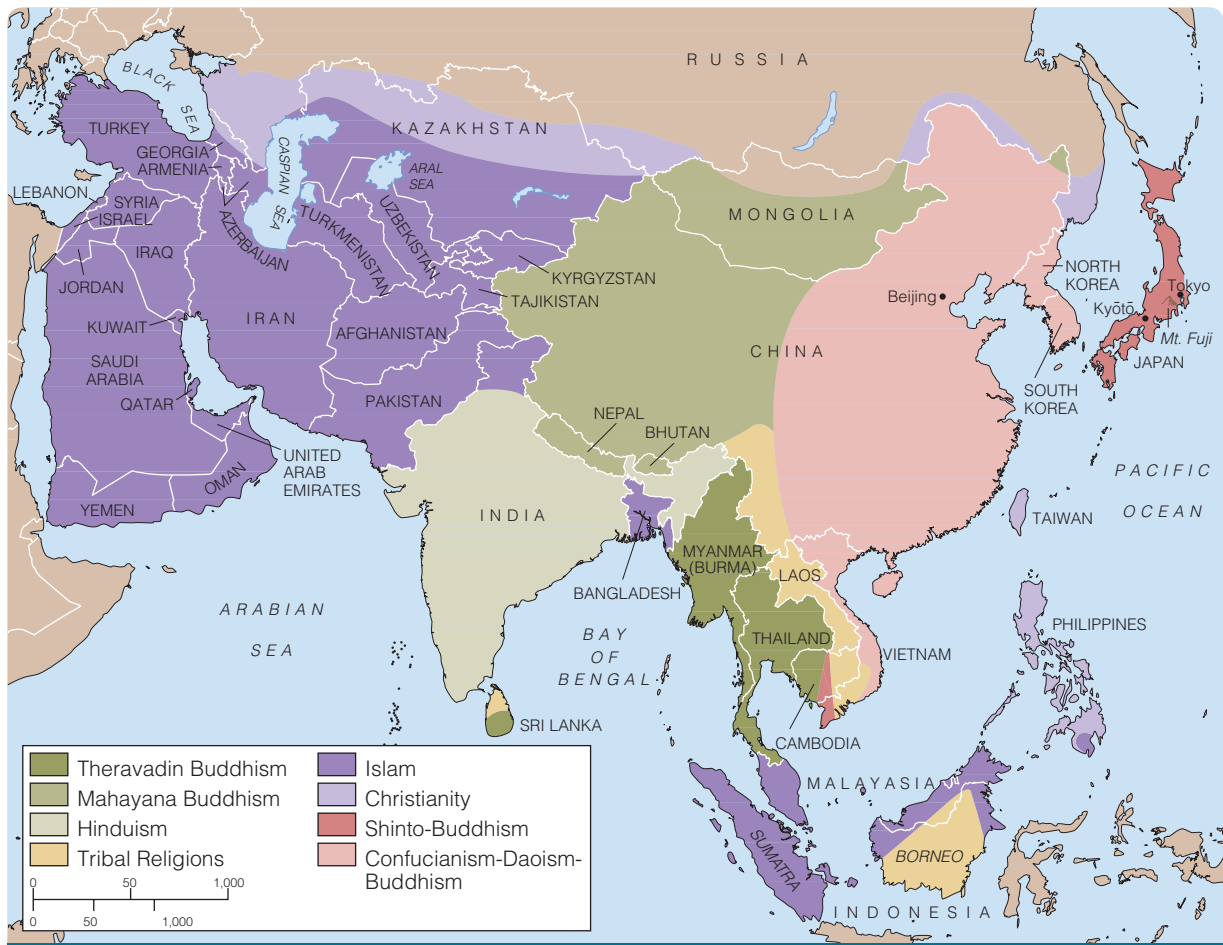 RUSSIA
BLACK SEA
TURKEY
GEORGIA
ARMENIA
LEBANON
SYRIA
ISRAEL
IRAQ
JORDAN
KUWAIT
SAUDI
ARABIA
QATAR
YEMEN
OMAN
UNITED
ARAB
EMIRATES
AZERBAIJAN
CASPIAN SEA
KAZAKHSTAN
ARAL
SEA
TURKMENISTAN
UZBEKISTAN
KYRGYZSTAN
TAJIKISTAN
IRAN
AFGHANISTAN
PAKISTAN
MONGOLIA
CHINA
Beijing
NORTH
KOREA
SOUTH
KOREA
Tokyo
Kyōtō
Mt. Fuji
JAPAN
NEPAL
BHUTAN
INDIA
BANGLADESH
MYANMAR
(BURMA)
LAOS
THAILAND
VIETNAM
CAMBODIA
SRI LANKA
TAIWAN
PHILIPPINES
PACIFIC
OCEAN
ARABIAN
SEA
BAY
OF
BENGAL
MALAYASIA
SUMATRA
BORNEO
INDONESIA
Theravadin Buddhism
Mahayana Buddhism
Hinduism
Tribal Religions
Islam
Christianity
Shinto-Buddhism
Confucianism-Daoism-
Buddhism
0 50 1,000
0 50 1,000